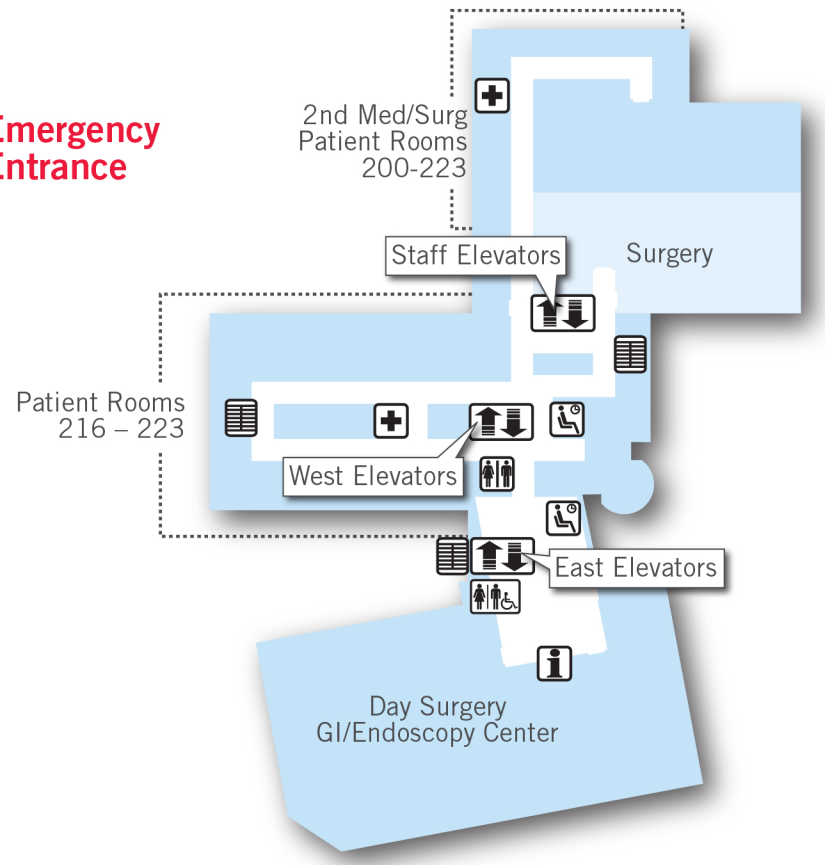 2nd Med/Surg
Patient Rooms
200-223
Emergency
Entrance
Staff Elevators
Surgery
Patient Rooms
216 – 223
West Elevators
East Elevators
Day Surgery
GI/Endoscopy Center